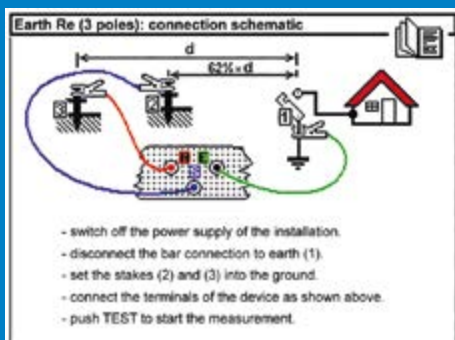 Earth Re (3 poles): connection schematic
d
62%×d
3
2
1
H
E
S
- switch off the power supply of the installation.
- disconnect the bar connection to earth (1).
- set the stakes (2) and (3) into the ground.
- connect the terminals of the device as shown above.
- push TEST to start the measurement.